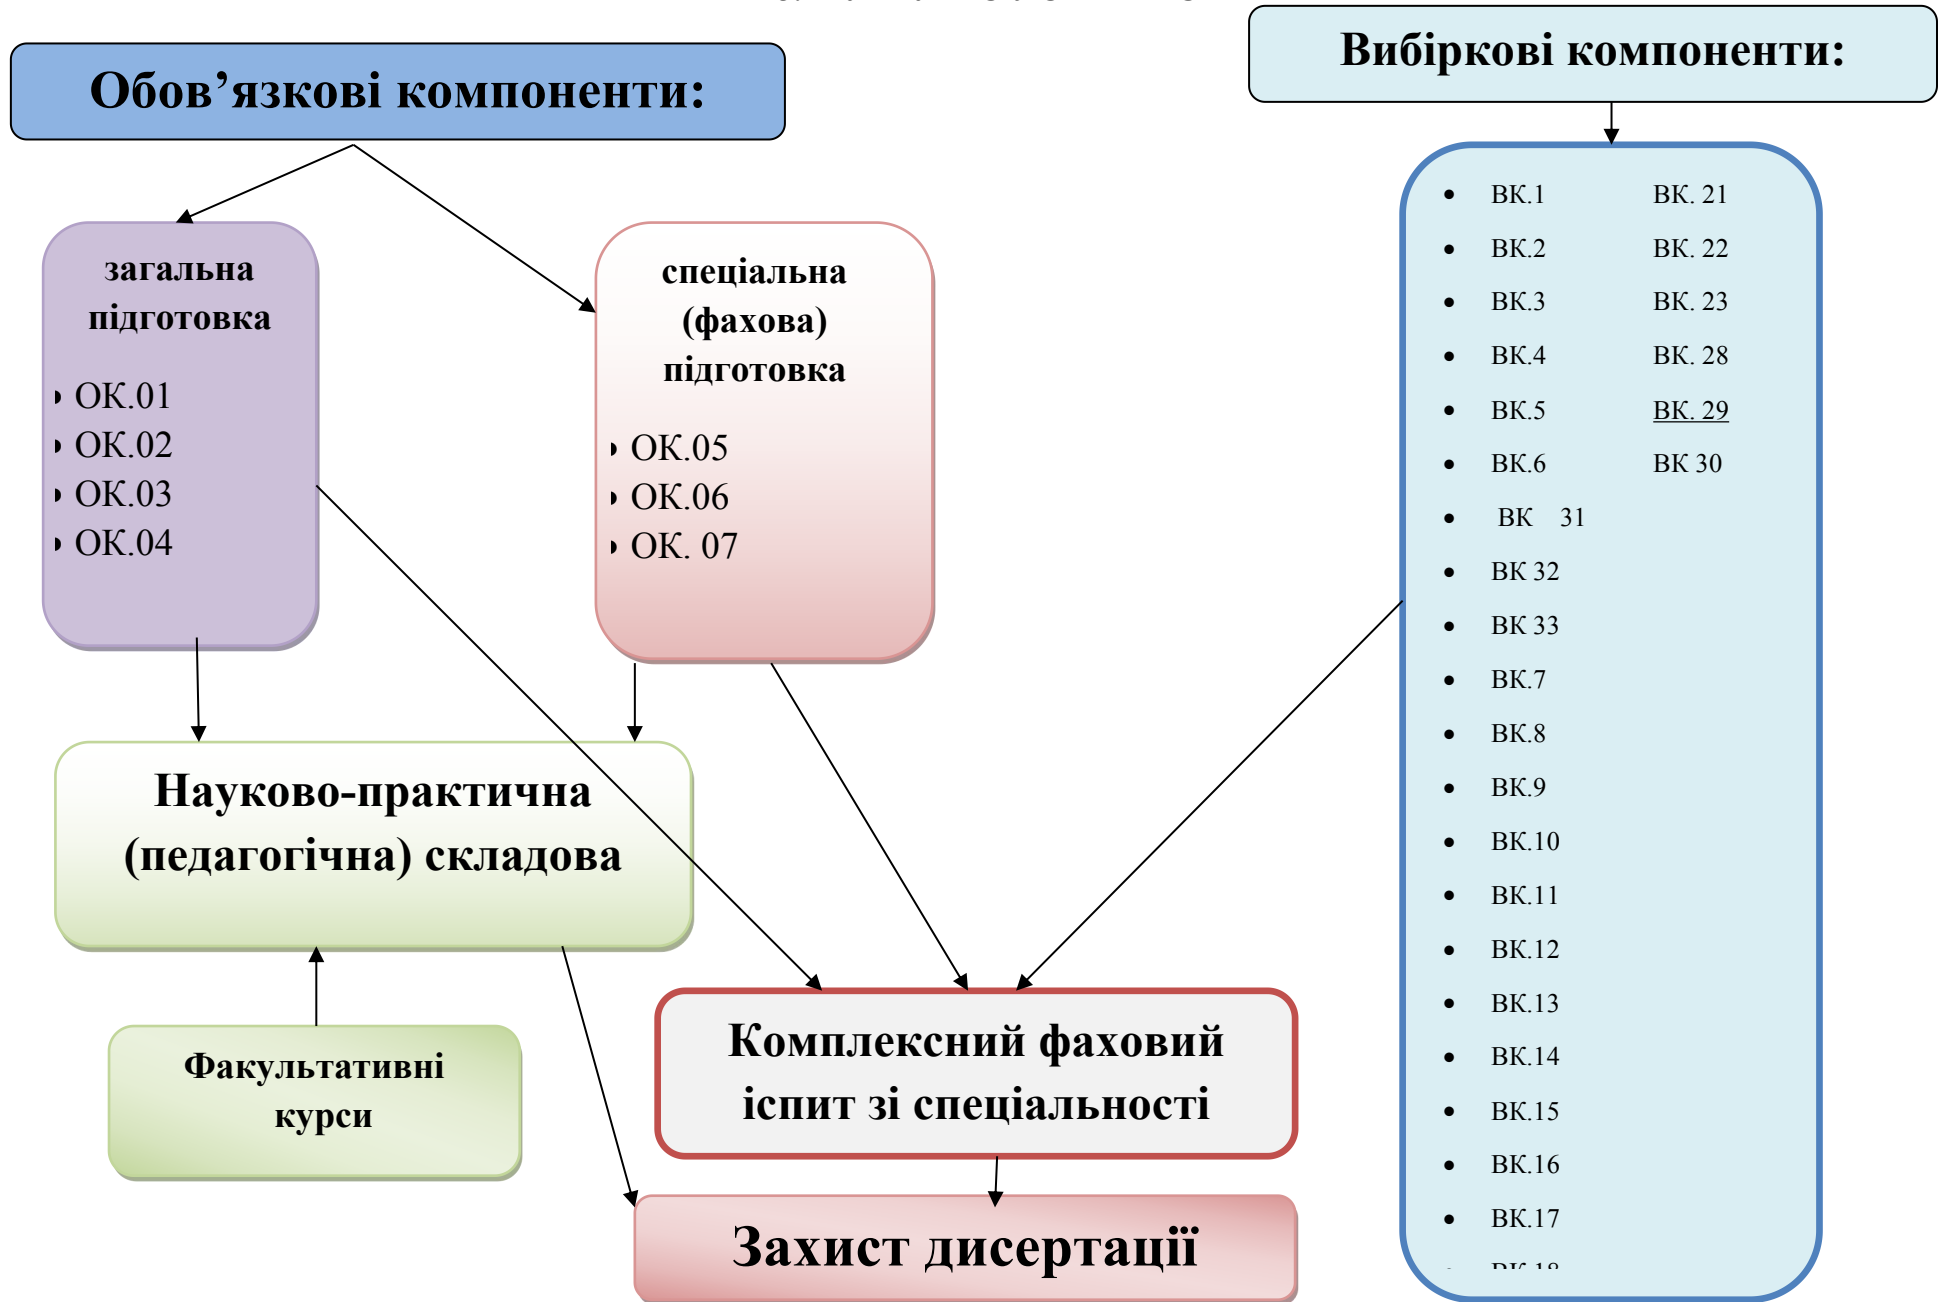 Обов’язкові компоненти:
Вибіркові компоненти:
загальна
підготовка
• ОК.01
• ОК.02
• ОК.03
• ОК.04
спеціальна
(фахова)
підготовка
• ОК.05
• ОК.06
• ОК. 07
• ВК.1 ВК. 21
• ВК.2 ВК. 22
• ВК.3 ВК. 23
• ВК.4 ВК. 28
• ВК.5 ВК. 29
• ВК.6 ВК 30
• ВК 31
• ВК 32
• ВК 33
• ВК.7
• ВК.8
• ВК.9
• ВК.10
• ВК.11
• ВК.12
• ВК.13
• ВК.14
• ВК.15
• ВК.16
• ВК.17
Науково-практична
(педагогічна) складова
Факультативні
курси
Комплексний фаховий
іспит зі спеціальності
Захист дисертації